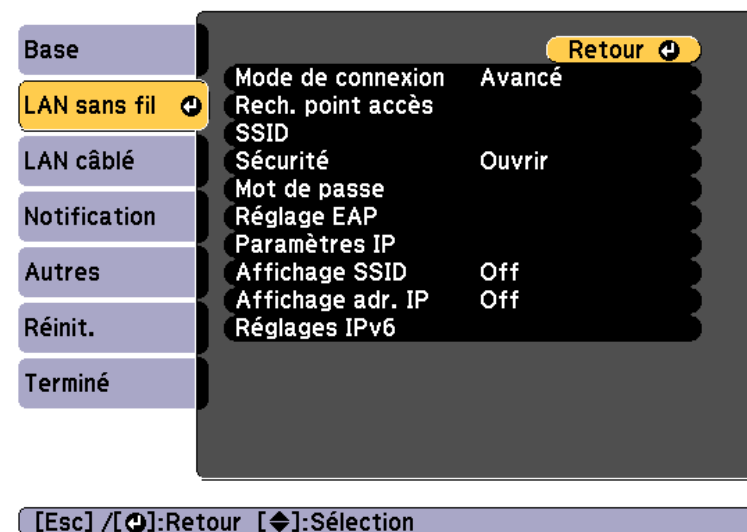 Base
LAN sans fil
LAN câblé
Notification
Autres
Réinit.
Terminé
Retour
Mode de connexion Avancé
Rech. point accès
SSID
Sécurité Ouvrir
Mot de passe
Réglage EAP
Paramètres IP
Affichage SSID Off
Affichage adr. IP Off
Réglages IPv6
[Esc] /[⏎]:Retour [◆]:Sélection